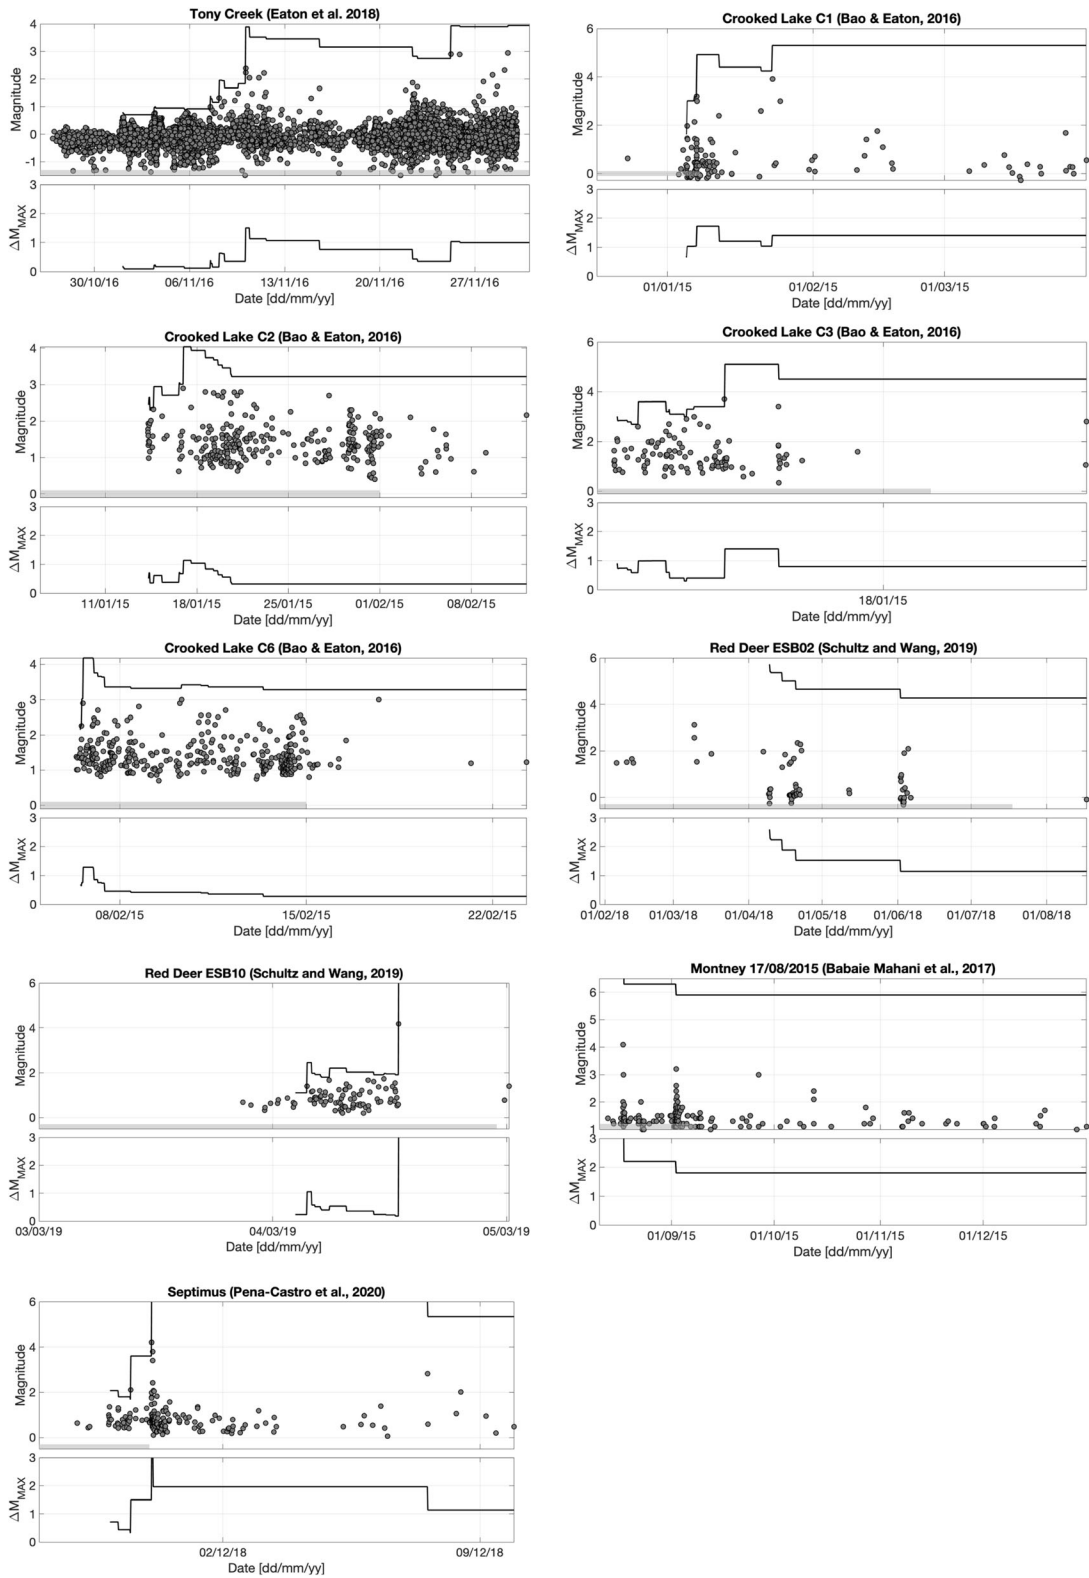 Tony Creek (Eaton et al. 2018)
4
3
2
1
0
-1
Magnitude
3
2
1
0
ΔM_MAX
30/10/16 06/11/16 13/11/16 20/11/16 27/11/16
Date [dd/mm/yy]
Crooked Lake C1 (Bao & Eaton, 2016)
6
4
2
0
Magnitude
3
2
1
0
ΔM_MAX
01/01/15 01/02/15 01/03/15
Date [dd/mm/yy]
Crooked Lake C2 (Bao & Eaton, 2016)
4
3
2
1
0
Magnitude
3
2
1
0
ΔM_MAX
11/01/15 18/01/15 25/01/15 01/02/15 08/02/15
Date [dd/mm/yy]
Crooked Lake C3 (Bao & Eaton, 2016)
6
4
2
0
Magnitude
3
2
1
0
ΔM_MAX
18/01/15
Date [dd/mm/yy]
Crooked Lake C6 (Bao & Eaton, 2016)
4
3
2
1
0
Magnitude
3
2
1
0
ΔM_MAX
08/02/15 15/02/15 22/02/15
Date [dd/mm/yy]
Red Deer ESB02 (Schultz and Wang, 2019)
6
4
2
0
Magnitude
3
2
1
0
ΔM_MAX
01/02/18 01/03/18 01/04/18 01/05/18 01/06/18 01/07/18 01/08/18
Date [dd/mm/yy]
Red Deer ESB10 (Schultz and Wang, 2019)
6
4
2
0
Magnitude
3
2
1
0
ΔM_MAX
03/03/19 04/03/19 05/03/19
Date [dd/mm/yy]
Montney 17/08/2015 (Babaie Mahani et al., 2017)
6
5
4
3
2
1
Magnitude
3
2
1
0
ΔM_MAX
01/09/15 01/10/15 01/11/15 01/12/15
Date [dd/mm/yy]
Septimus (Pena-Castro et al., 2020)
6
4
2
0
Magnitude
3
2
1
0
ΔM_MAX
02/12/18 09/12/18
Date [dd/mm/yy]